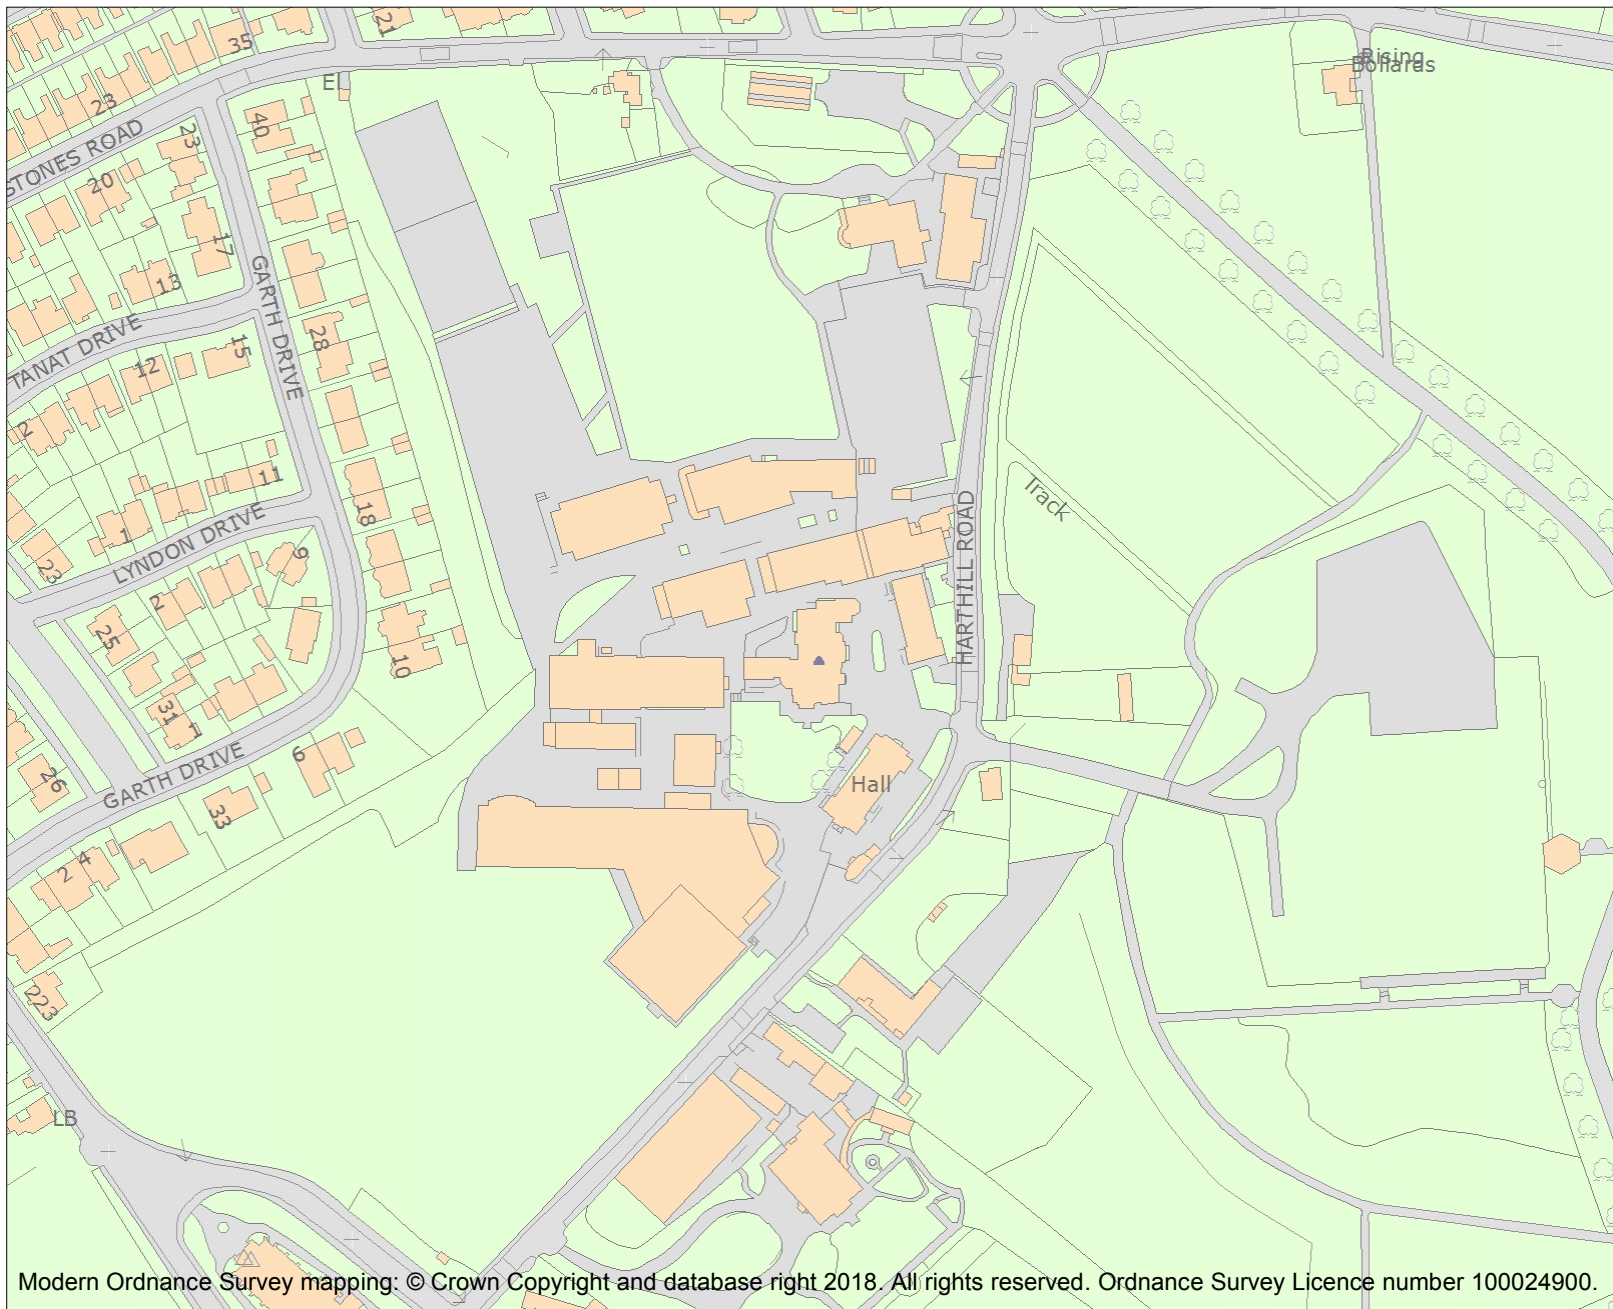 21
35
El
23
Rising
Bollards
40
23
STONES ROAD
20
17
GARTH DRIVE
13
TANAT DRIVE
28
15
12
2
11
18
Track
HARTHILL ROAD
1
LYNDON DRIVE
9
23
2
25
10
31
1
6
26
GARTH DRIVE
Hall
33
4
2
223
LB
Modern Ordnance Survey mapping: © Crown Copyright and database right 2018. All rights reserved. Ordnance Survey Licence number 100024900.